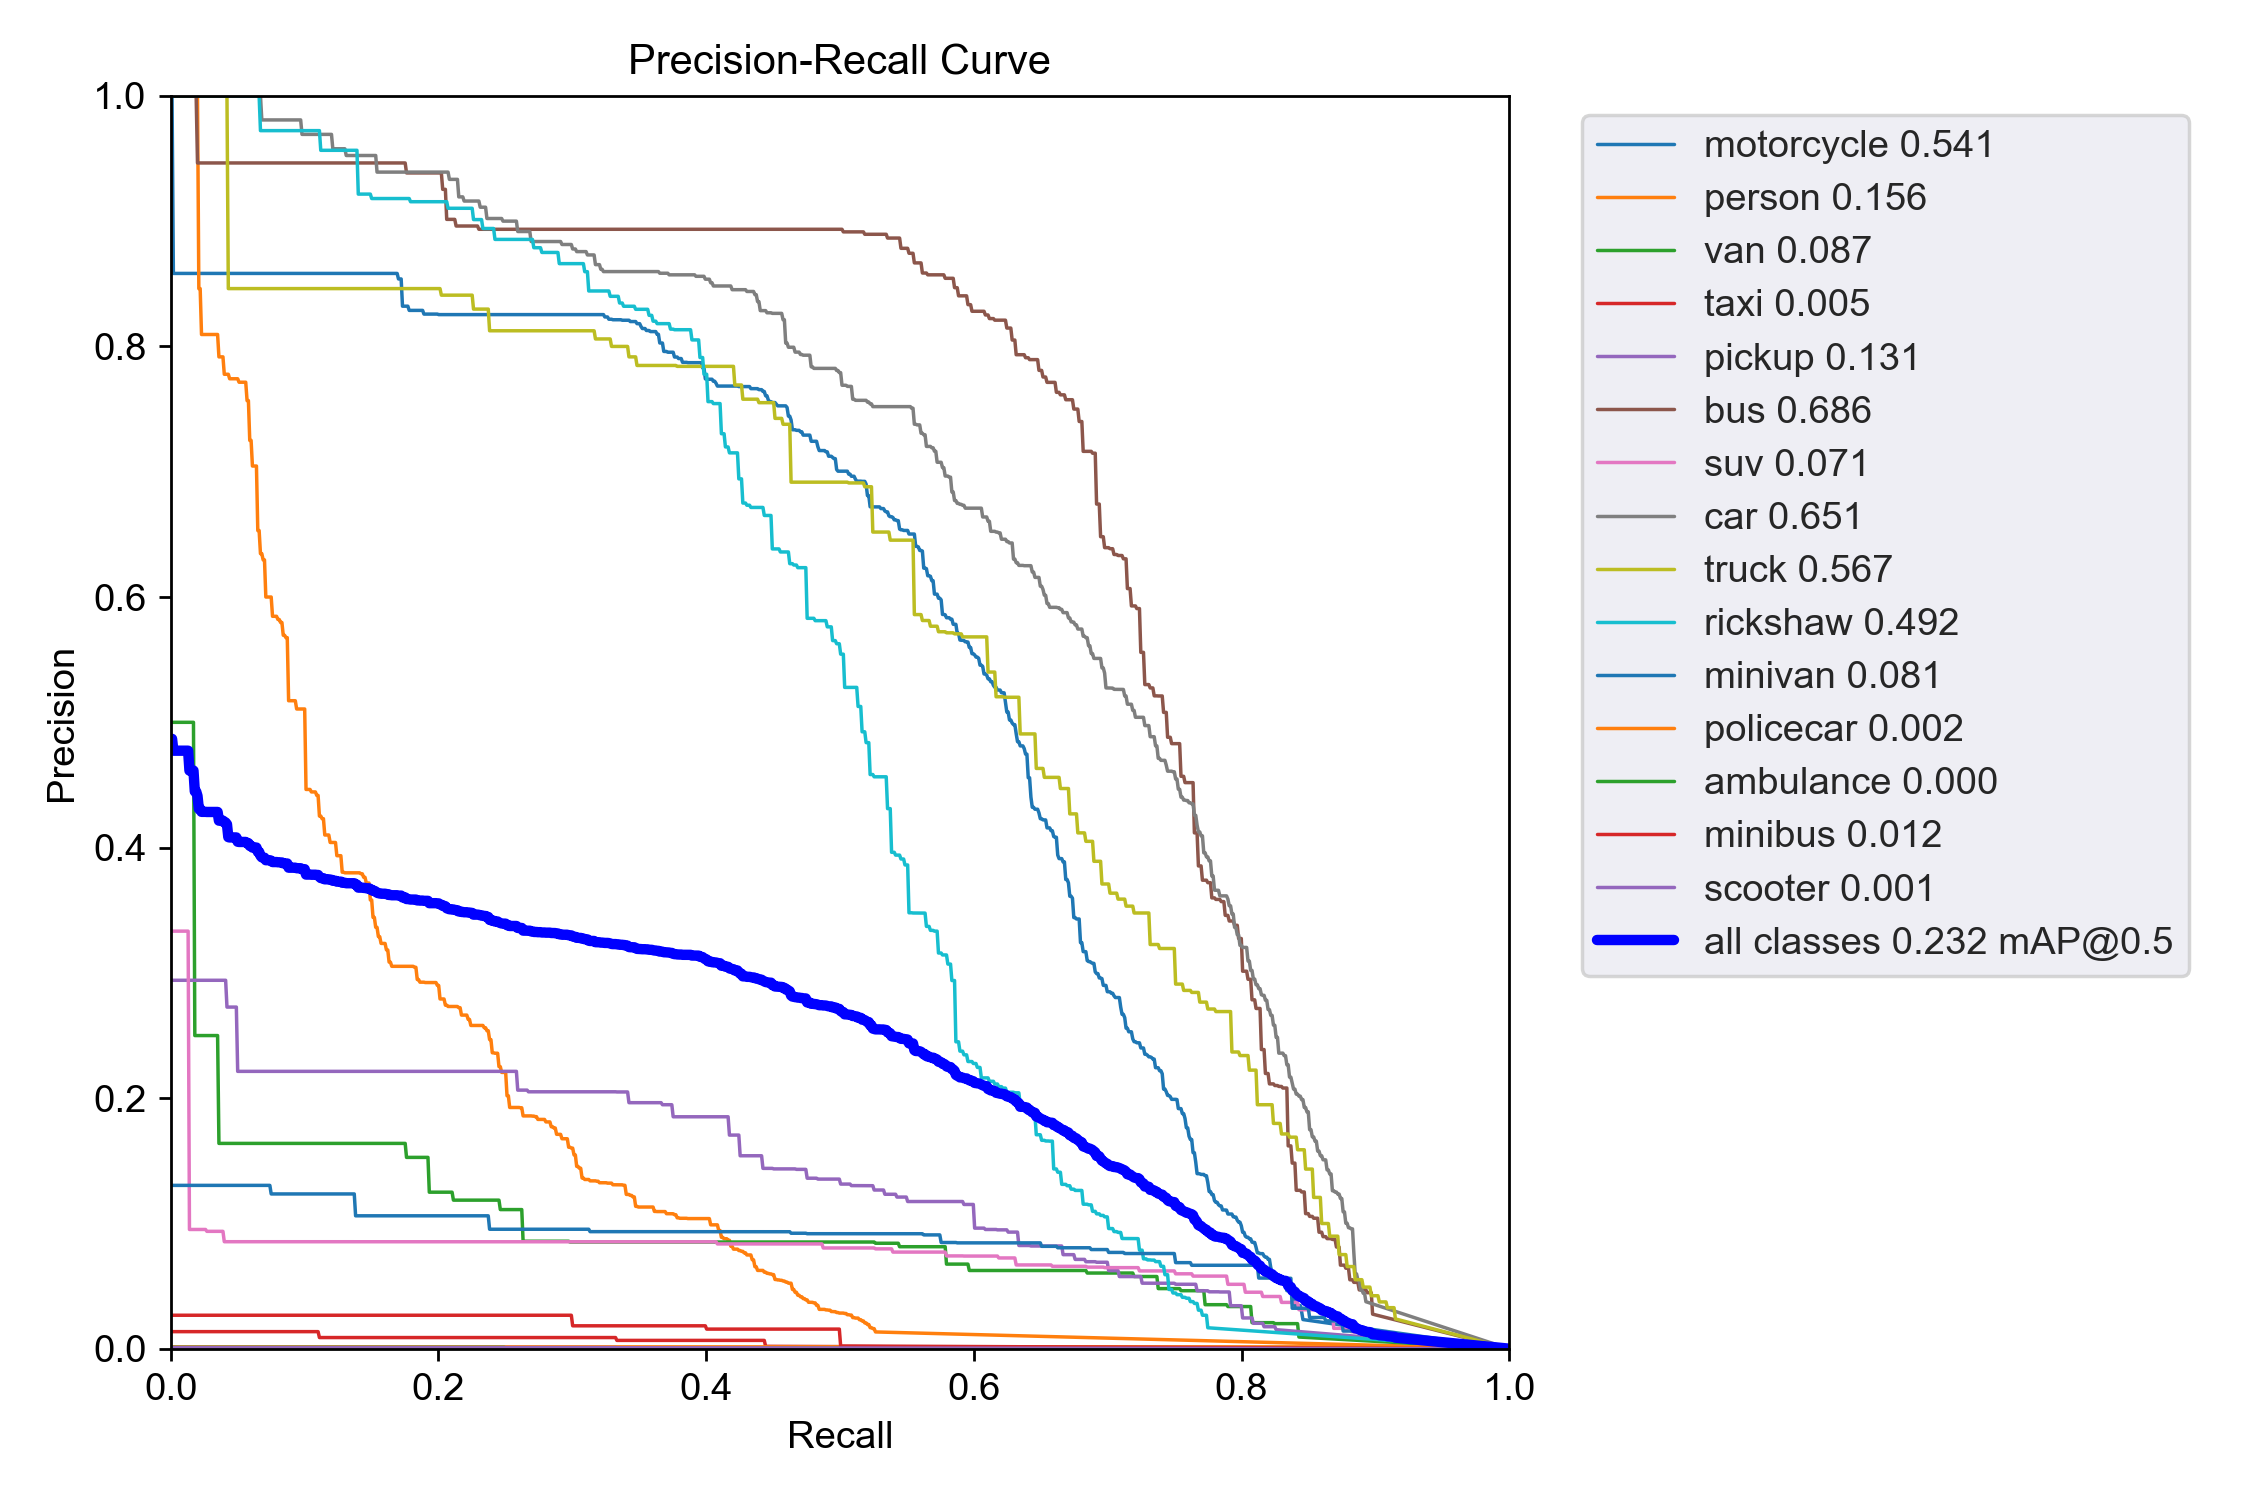 Precision-Recall Curve
1.0
0.8
0.6
0.4
0.2
0.0
Precision
0.0 0.2 0.4 0.6 0.8 1.0
Recall
motorcycle 0.541
person 0.156
van 0.087
taxi 0.005
pickup 0.131
bus 0.686
suv 0.071
car 0.651
truck 0.567
rickshaw 0.492
minivan 0.081
policecar 0.002
ambulance 0.000
minibus 0.012
scooter 0.001
all classes 0.232 mAP@0.5